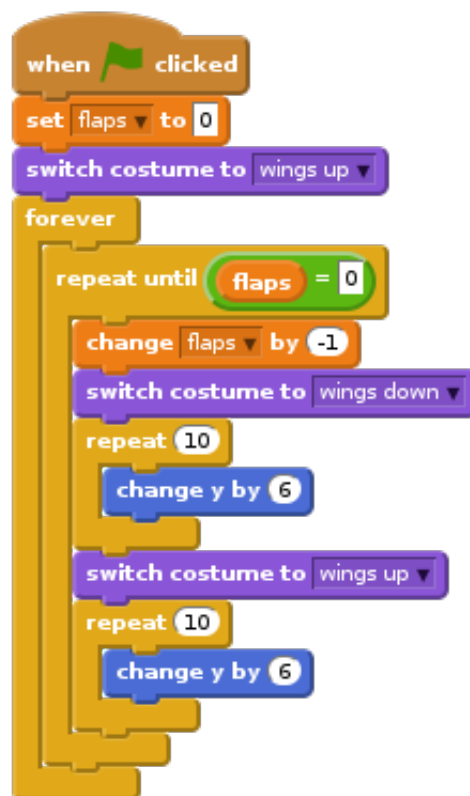 when clicked
set flaps to 0
switch costume to wings up
forever
repeat until flaps = 0
change flaps by -1
switch costume to wings down
repeat 10
change y by 6
switch costume to wings up
repeat 10
change y by 6